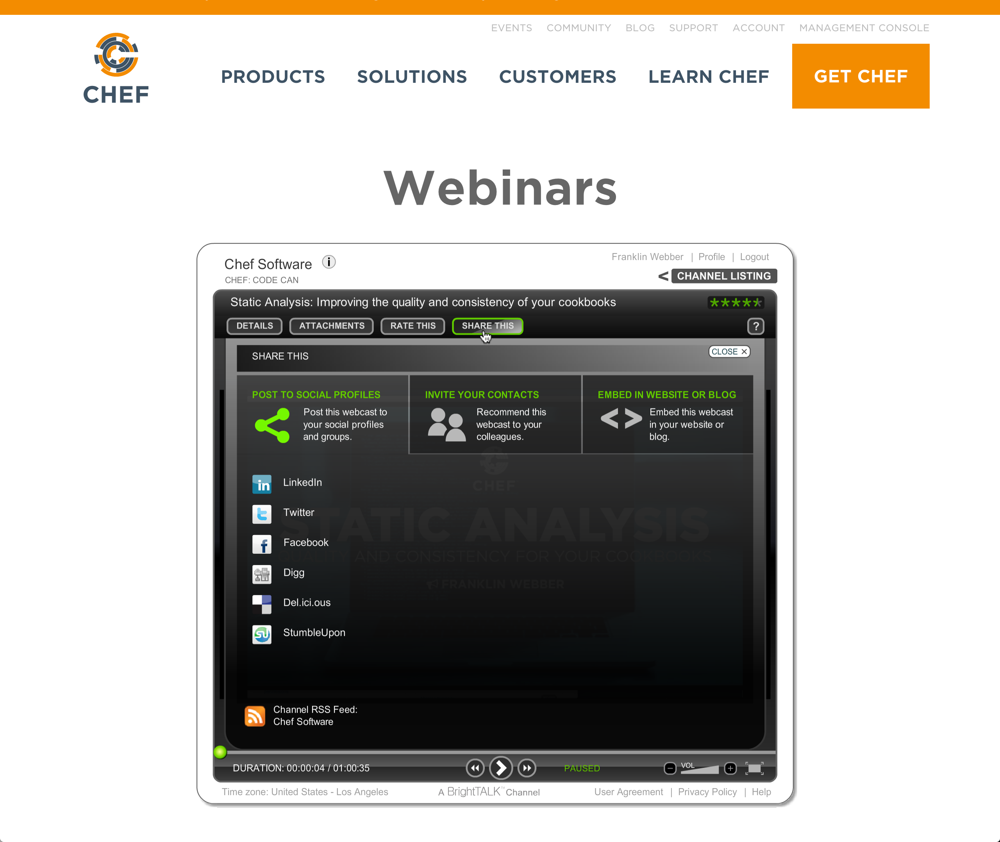 EVENTS COMMUNITY BLOG SUPPORT ACCOUNT MANAGEMENT CONSOLE
CHEF
PRODUCTS SOLUTIONS CUSTOMERS LEARN CHEF GET CHEF
Webinars
Chef Software i
Franklin Webber | Profile | Logout
CHEF: CODE CAN
< CHANNEL LISTING
Static Analysis: Improving the quality and consistency of your cookbooks
DETAILS ATTACHMENTS RATE THIS SHARE THIS ?
SHARE THIS
CLOSE ×
POST TO SOCIAL PROFILES
Post this webcast to
your social profiles
and groups.
INVITE YOUR CONTACTS
Recommend this
webcast to your
colleagues.
EMBED IN WEBSITE OR BLOG
Embed this webcast
in your website or
blog.
CHEF
STATIC ANALYSIS
QUALITY AND CONSISTENCY FOR YOUR COOKBOOKS
FRANKLIN WEBBER
in LinkedIn
t Twitter
f Facebook
Digg
Del.ici.ous
SU StumbleUpon
Channel RSS Feed:
Chef Software
DURATION: 00:00:04 / 01:00:35
PAUSED
VOL
Time zone: United States - Los Angeles
A BrightTALK™ Channel
User Agreement | Privacy Policy | Help